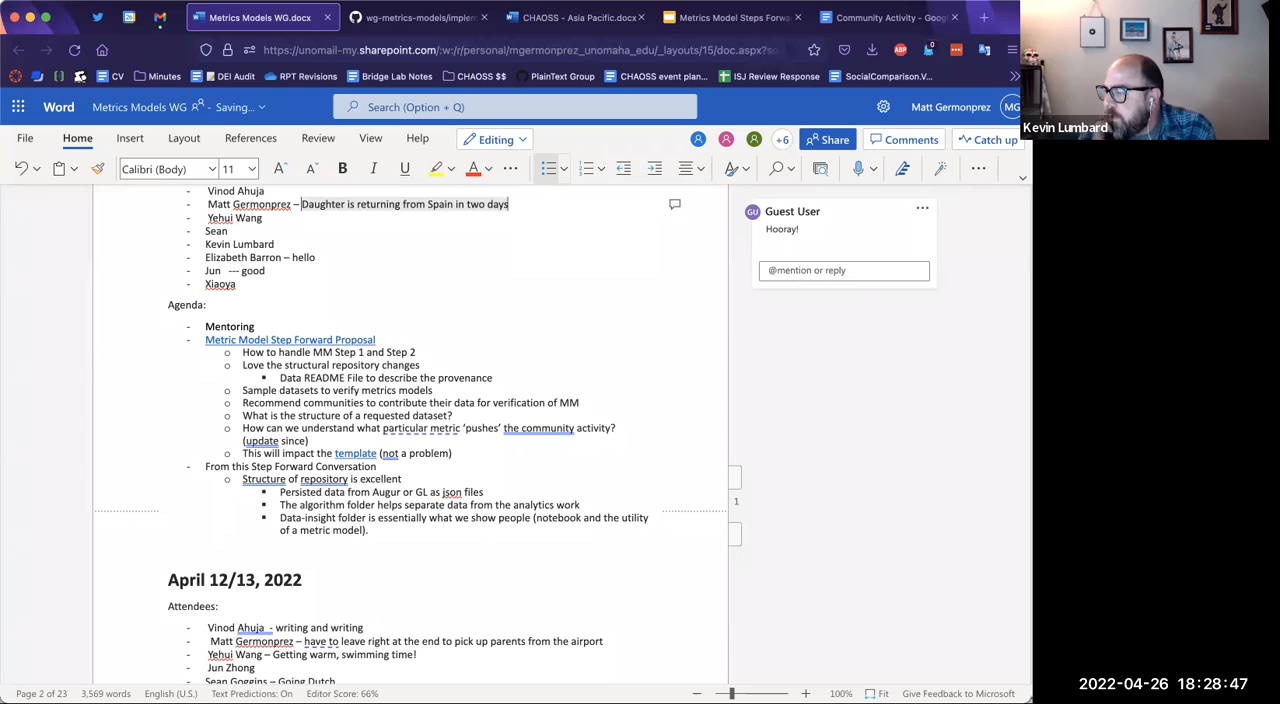 Metrics Models WG.docx
wg-metrics-models/implem
CHAOSS - Asia Pacific.docx
Metrics Model Steps Forwa
Community Activity - Goog
https://unomail-my.sharepoint.com/:w:/r/personal/mgermonprez_unomaha_edu/_layouts/15/doc.aspx?so
CV
Minutes
DEI Audit
RPT Revisions
Bridge Lab Notes
CHAOSS $$
PlainText Group
CHAOSS event plan...
ISJ Review Response
SocialComparison.V...
Word
Metrics Models WG - Saving...
Search (Option + Q)
Matt Germonprez
MG
Kevin Lumbard
File
Home
Insert
Layout
References
Review
View
Help
Editing
+6
Share
Comments
Catch up
Calibri (Body)
11
- Vinod Ahuja
- Matt Germonprez – Daughter is returning from Spain in two days
- Yehui Wang
- Sean
- Kevin Lumbard
- Elizabeth Barron – hello
- Jun --- good
- Xiaoya
GU Guest User
Hooray!
@mention or reply
Agenda:
- Mentoring
- Metric Model Step Forward Proposal
o How to handle MM Step 1 and Step 2
o Love the structural repository changes
▪ Data README File to describe the provenance
o Sample datasets to verify metrics models
o Recommend communities to contribute their data for verification of MM
o What is the structure of a requested dataset?
o How can we understand what particular metric ‘pushes’ the community activity?
(update since)
o This will impact the template (not a problem)
- From this Step Forward Conversation
o Structure of repository is excellent
▪ Persisted data from Augur or GL as json files
▪ The algorithm folder helps separate data from the analytics work
▪ Data-insight folder is essentially what we show people (notebook and the utility
of a metric model).
1
April 12/13, 2022
Attendees:
- Vinod Ahuja - writing and writing
- Matt Germonprez – have to leave right at the end to pick up parents from the airport
- Yehui Wang – Getting warm, swimming time!
- Jun Zhong
- Sean Goggins – Going Dutch
Page 2 of 23
3,569 words
English (U.S.)
Text Predictions: On
Editor Score: 66%
100%
Fit
Give Feedback to Microsoft
2022-04-26 18:28:47